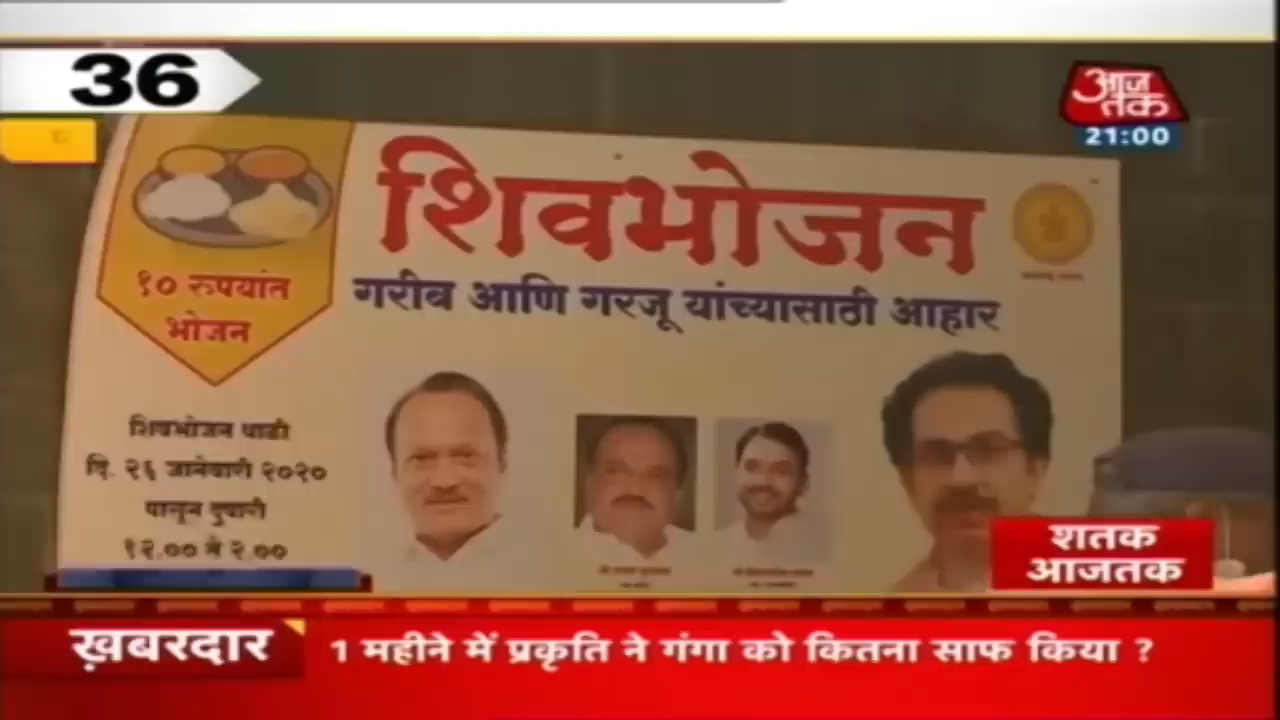 36
आज
तक
21:00
शिवभोजन
गरीब आणि गरजू यांच्यासाठी आहार
१० रुपयांत
भोजन
शिवभोजन थाळी
दि. २६ जानेवारी २०२०
पासून दुपारी
१२.०० ते २.००
शतक
आजतक
ख़बरदार
1 महीने में प्रकृति ने गंगा को कितना साफ किया ?